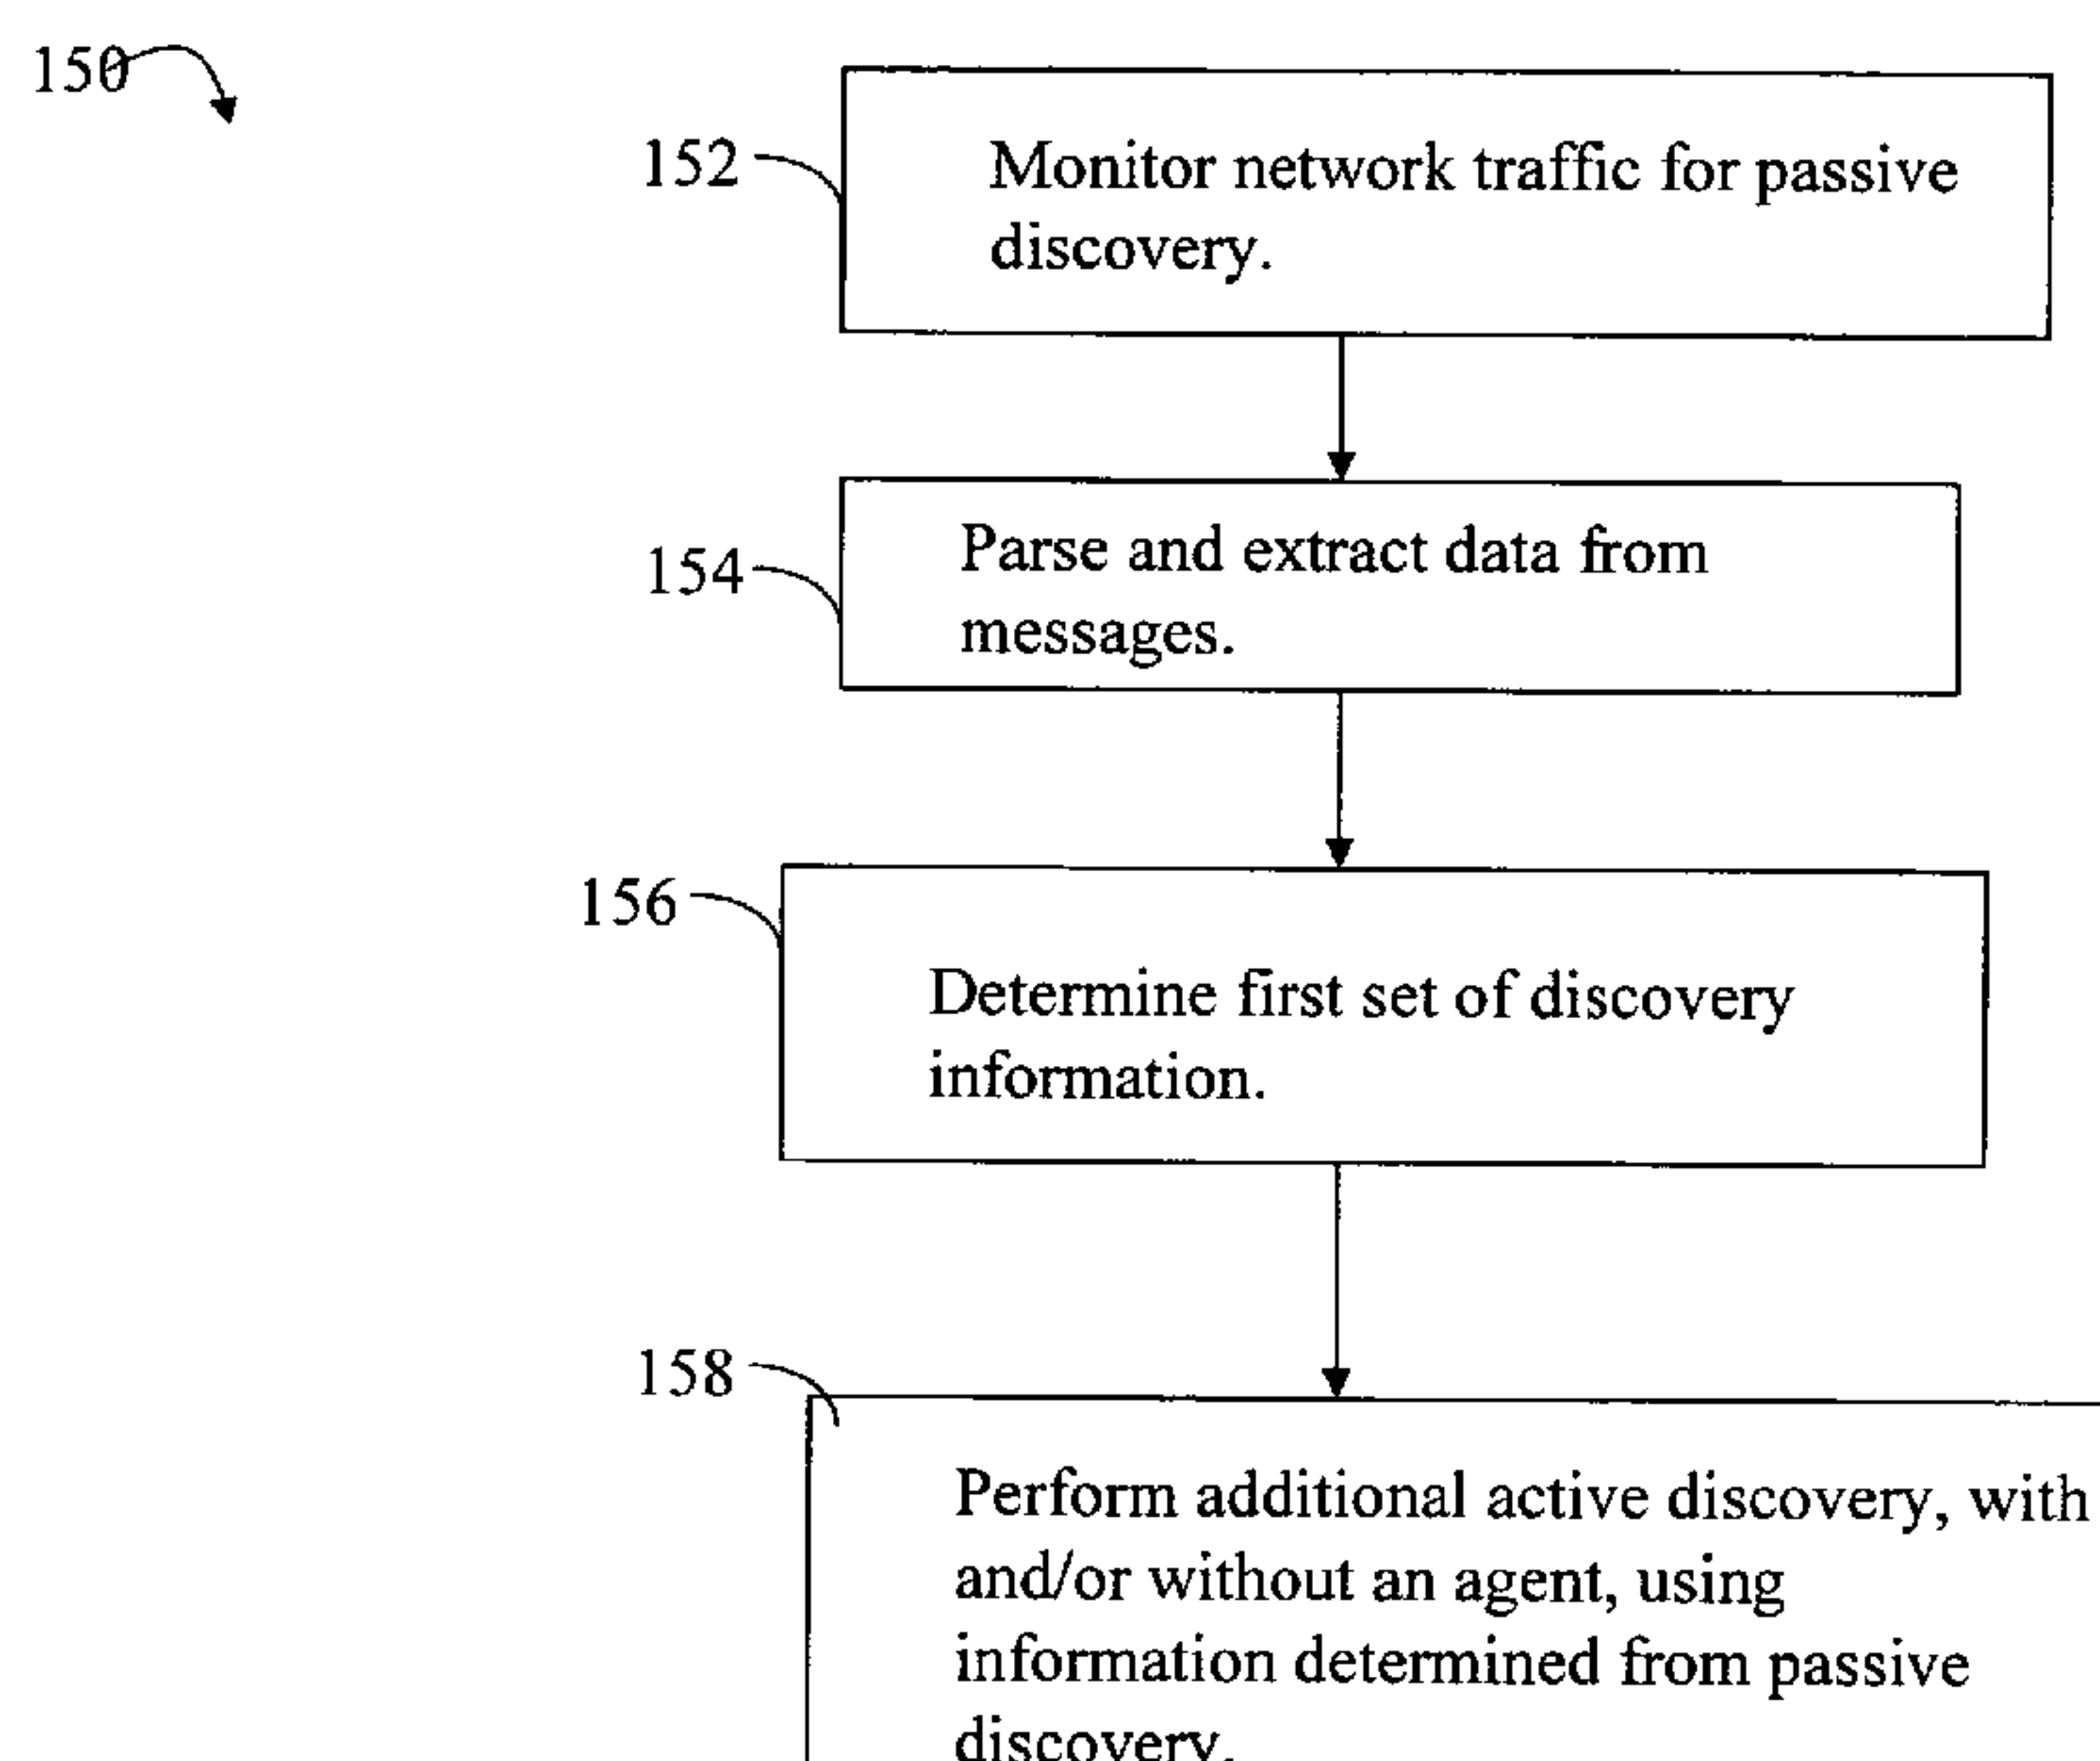 150
152
Monitor network traffic for passive
discovery.
154
Parse and extract data from
messages.
156
Determine first set of discovery
information.
158
Perform additional active discovery, with
and/or without an agent, using
information determined from passive
discovery.